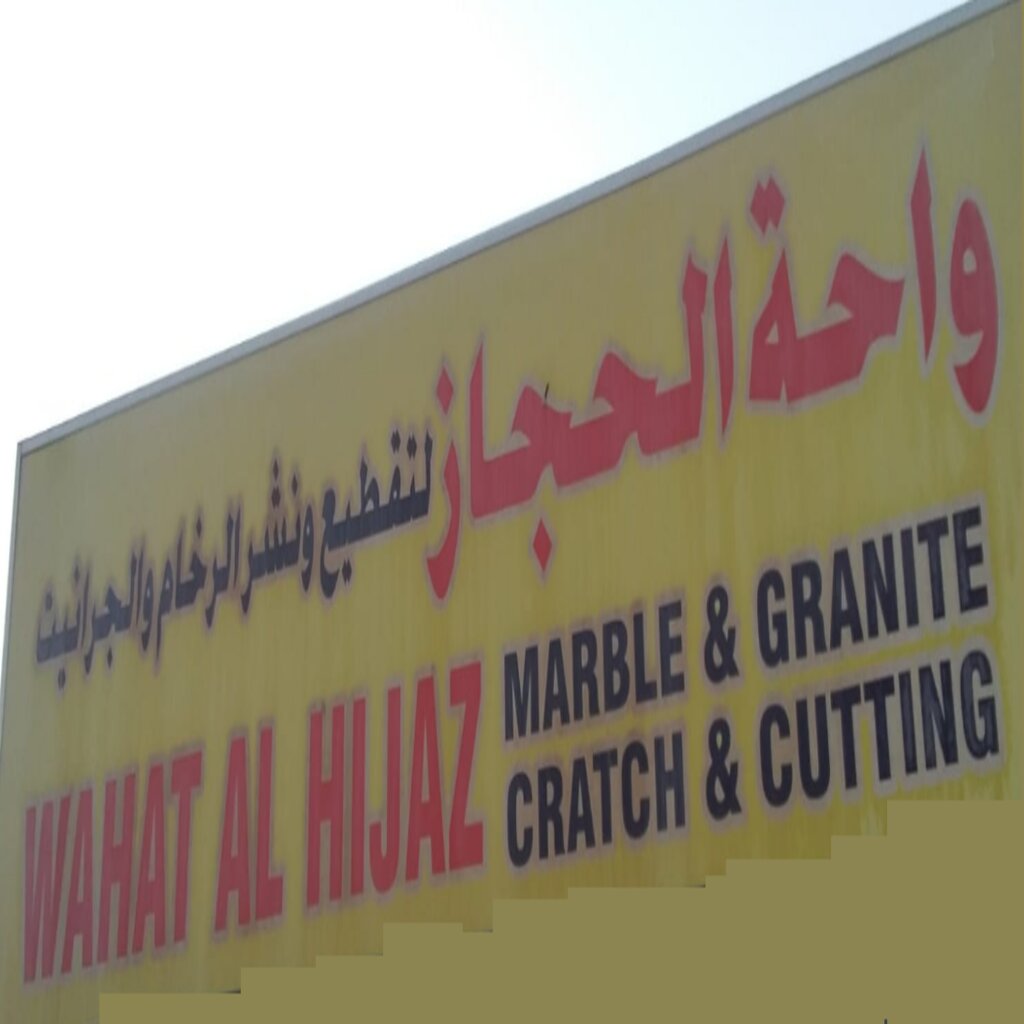 واحة الحجاز لتقطيع ونشر الرخام والجرانيت
WAHAT AL HIJAZ MARBLE & GRANITE
CRATCH & CUTTING